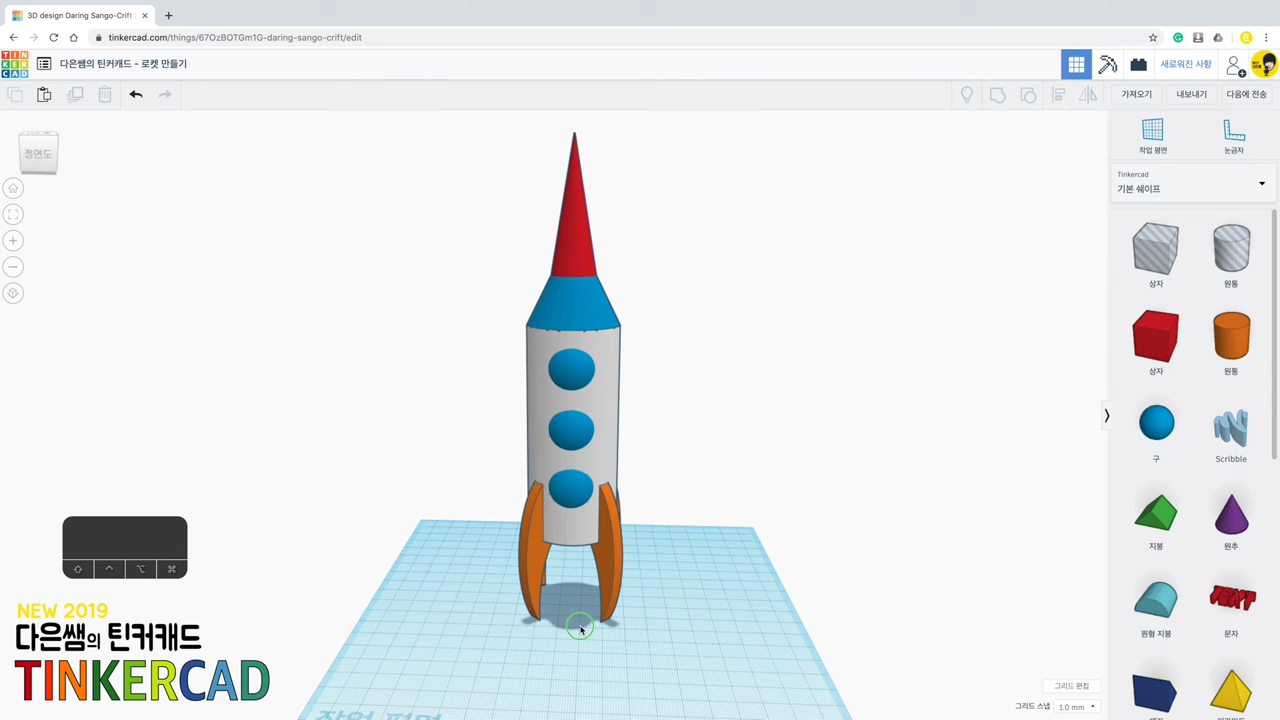 3D design Daring Sango-Crift
tinkercad.com/things/67OzBOTGm1G-daring-sango-crift/edit
TIN
KER
CAD
다은쌤의 틴커캐드 - 로켓 만들기
새로워진 사항
가져오기
내보내기
다음에 전송
정면도
작업 평면
눈금자
Tinkercad
기본 쉐이프
상자
원통
상자
원통
구
Scribble
지붕
원추
원형 지붕
문자
NEW 2019
다은쌤의 틴커캐드
TINKERCAD
작업 평면
그리드 편집
그리드 스냅
1.0 mm